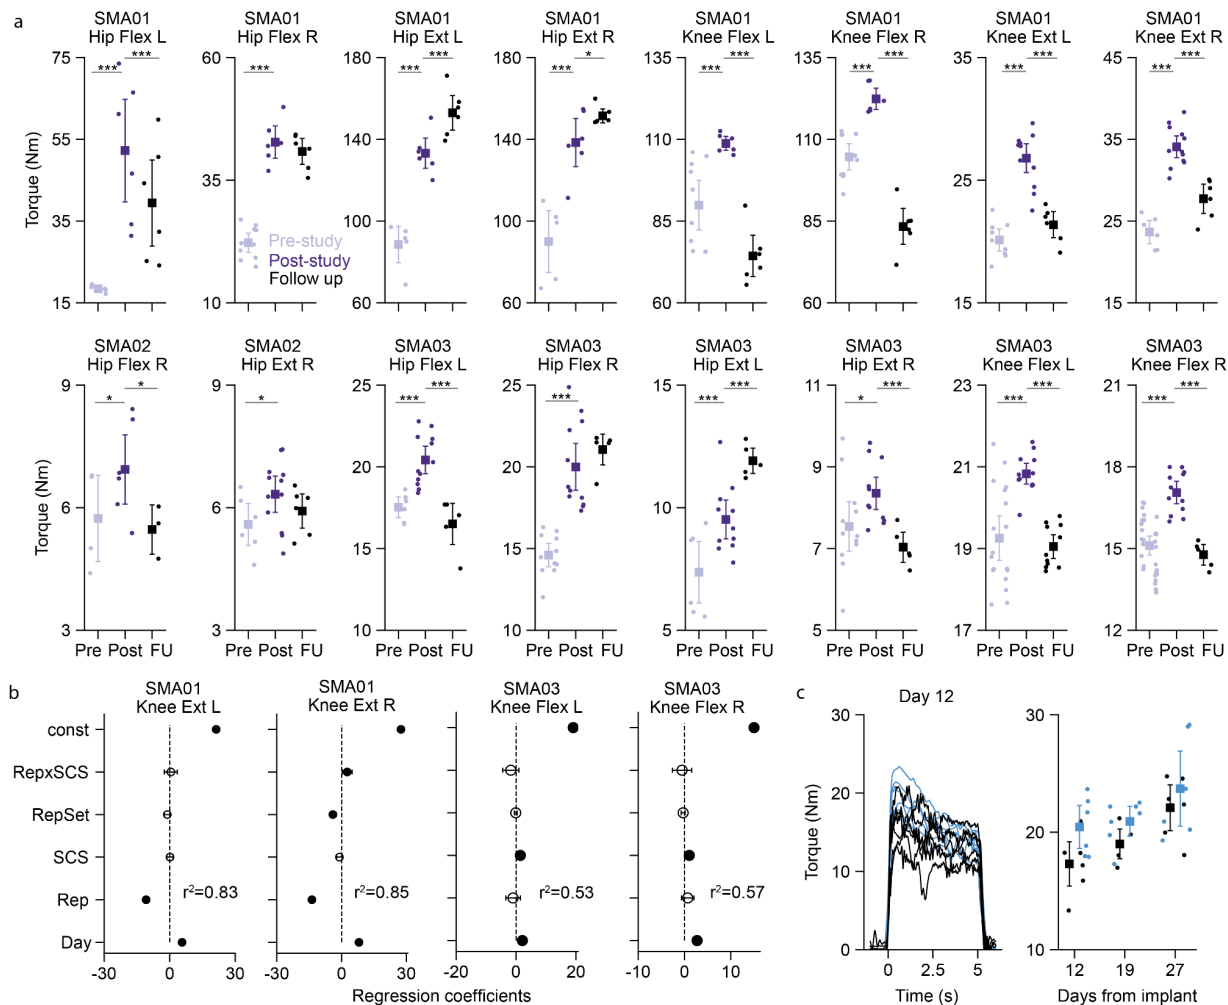 a
SMA01
Hip Flex L
SMA01
Hip Flex R
SMA01
Hip Ext L
SMA01
Hip Ext R
SMA01
Knee Flex L
SMA01
Knee Flex R
SMA01
Knee Ext L
SMA01
Knee Ext R
Torque (Nm)
75
55
35
15
*** ***
60
35
10
***
Pre-study
Post-study
Follow up
180
140
100
60
*** ***
180
140
100
60
*** *
135
110
85
60
*** ***
135
110
85
60
*** ***
35
25
15
*** ***
45
35
25
15
*** ***
SMA02
Hip Flex R
SMA02
Hip Ext R
SMA03
Hip Flex L
SMA03
Hip Flex R
SMA03
Hip Ext L
SMA03
Hip Ext R
SMA03
Knee Flex L
SMA03
Knee Flex R
Torque (Nm)
9
6
3
* *
9
6
3
*
25
20
15
10
*** ***
25
20
15
10
***
15
10
5
*** ***
11
9
7
5
* ***
23
21
19
17
*** ***
21
18
15
12
*** ***
Pre Post FU
Pre Post FU
Pre Post FU
Pre Post FU
Pre Post FU
Pre Post FU
Pre Post FU
Pre Post FU
b
SMA01
Knee Ext L
SMA01
Knee Ext R
SMA03
Knee Flex L
SMA03
Knee Flex R
const
RepxSCS
RepSet
SCS
Rep
Day
r²=0.83
r²=0.85
r²=0.53
r²=0.57
-30 0 30
-30 0 30
-20 0 20
-10 0 10
Regression coefficients
c
Day 12
Torque (Nm)
30
20
10
0
0 2.5 5
Time (s)
30
20
10
12 19 27
Days from implant